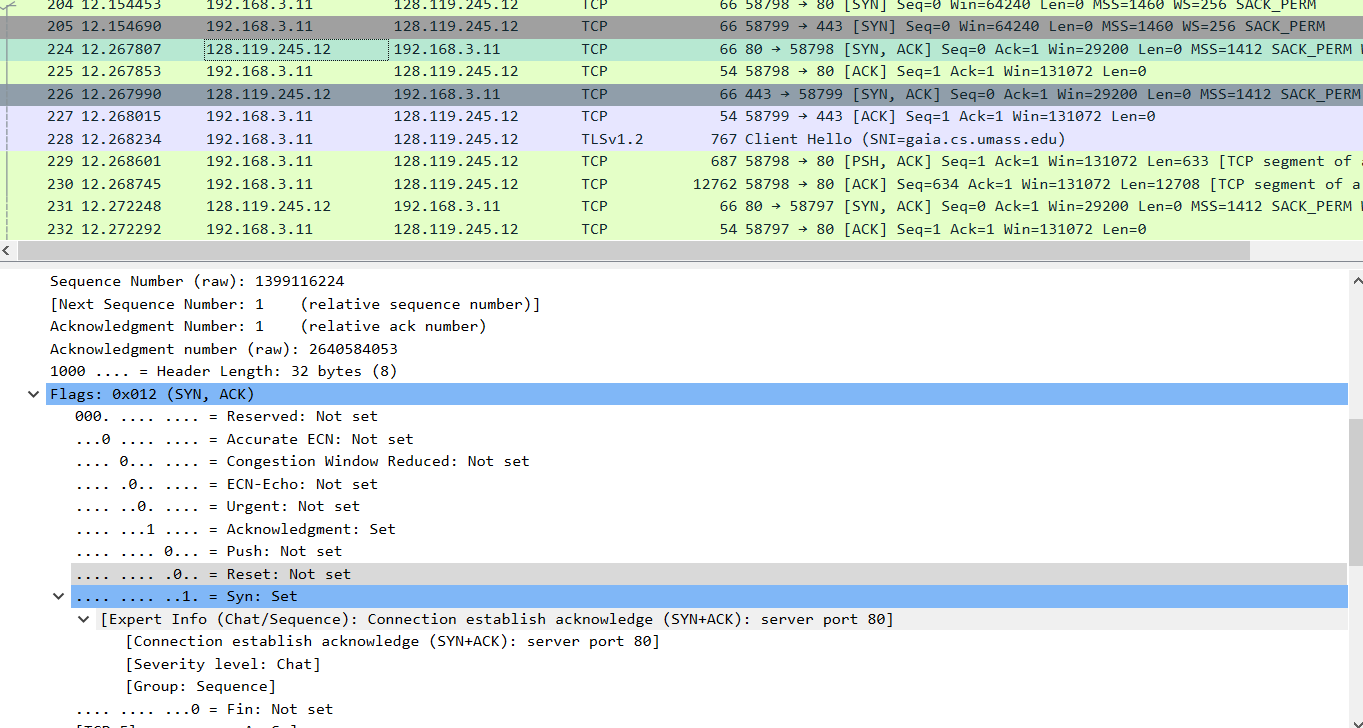 204 12.154453 192.168.3.11 128.119.245.12 TCP 66 58798 → 80 [SYN] Seq=0 Win=64240 Len=0 MSS=1460 WS=256 SACK_PERM
205 12.154690 192.168.3.11 128.119.245.12 TCP 66 58799 → 443 [SYN] Seq=0 Win=64240 Len=0 MSS=1460 WS=256 SACK_PERM
224 12.267807 128.119.245.12 192.168.3.11 TCP 66 80 → 58798 [SYN, ACK] Seq=0 Ack=1 Win=29200 Len=0 MSS=1412 SACK_PERM
225 12.267853 192.168.3.11 128.119.245.12 TCP 54 58798 → 80 [ACK] Seq=1 Ack=1 Win=131072 Len=0
226 12.267990 128.119.245.12 192.168.3.11 TCP 66 443 → 58799 [SYN, ACK] Seq=0 Ack=1 Win=29200 Len=0 MSS=1412 SACK_PERM
227 12.268015 192.168.3.11 128.119.245.12 TCP 54 58799 → 443 [ACK] Seq=1 Ack=1 Win=131072 Len=0
228 12.268234 192.168.3.11 128.119.245.12 TLSv1.2 767 Client Hello (SNI=gaia.cs.umass.edu)
229 12.268601 192.168.3.11 128.119.245.12 TCP 687 58798 → 80 [PSH, ACK] Seq=1 Ack=1 Win=131072 Len=633 [TCP segment of a
230 12.268745 192.168.3.11 128.119.245.12 TCP 12762 58798 → 80 [ACK] Seq=634 Ack=1 Win=131072 Len=12708 [TCP segment of a
231 12.272248 128.119.245.12 192.168.3.11 TCP 66 80 → 58797 [SYN, ACK] Seq=0 Ack=1 Win=29200 Len=0 MSS=1412 SACK_PERM
232 12.272292 192.168.3.11 128.119.245.12 TCP 54 58797 → 80 [ACK] Seq=1 Ack=1 Win=131072 Len=0
Sequence Number (raw): 1399116224
[Next Sequence Number: 1 (relative sequence number)]
Acknowledgment Number: 1 (relative ack number)
Acknowledgment number (raw): 2640584053
1000 .... = Header Length: 32 bytes (8)
Flags: 0x012 (SYN, ACK)
000. .... .... = Reserved: Not set
...0 .... .... = Accurate ECN: Not set
.... 0... .... = Congestion Window Reduced: Not set
.... .0.. .... = ECN-Echo: Not set
.... ..0. .... = Urgent: Not set
.... ...1 .... = Acknowledgment: Set
.... .... 0... = Push: Not set
.... .... .0.. = Reset: Not set
.... .... ..1. = Syn: Set
[Expert Info (Chat/Sequence): Connection establish acknowledge (SYN+ACK): server port 80]
[Connection establish acknowledge (SYN+ACK): server port 80]
[Severity level: Chat]
[Group: Sequence]
.... .... ...0 = Fin: Not set